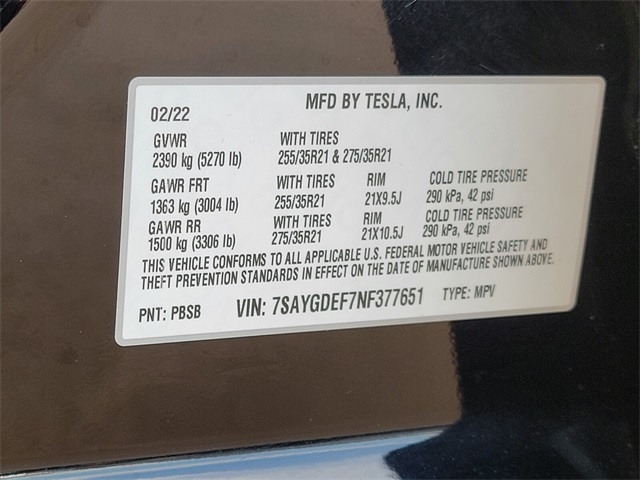 MFD BY TESLA, INC.
02/22
GVWR WITH TIRES
2390 kg (5270 lb) 255/35R21 & 275/35R21
GAWR FRT WITH TIRES RIM COLD TIRE PRESSURE
1363 kg (3004 lb) 255/35R21 21X9.5J 290 kPa, 42 psi
GAWR RR WITH TIRES RIM COLD TIRE PRESSURE
1500 kg (3306 lb) 275/35R21 21X10.5J 290 kPa, 42 psi
THIS VEHICLE CONFORMS TO ALL APPLICABLE U.S. FEDERAL MOTOR VEHICLE SAFETY AND
THEFT PREVENTION STANDARDS IN EFFECT ON THE DATE OF MANUFACTURE SHOWN ABOVE.
PNT: PBSB VIN: 7SAYGDEF7NF377651 TYPE: MPV